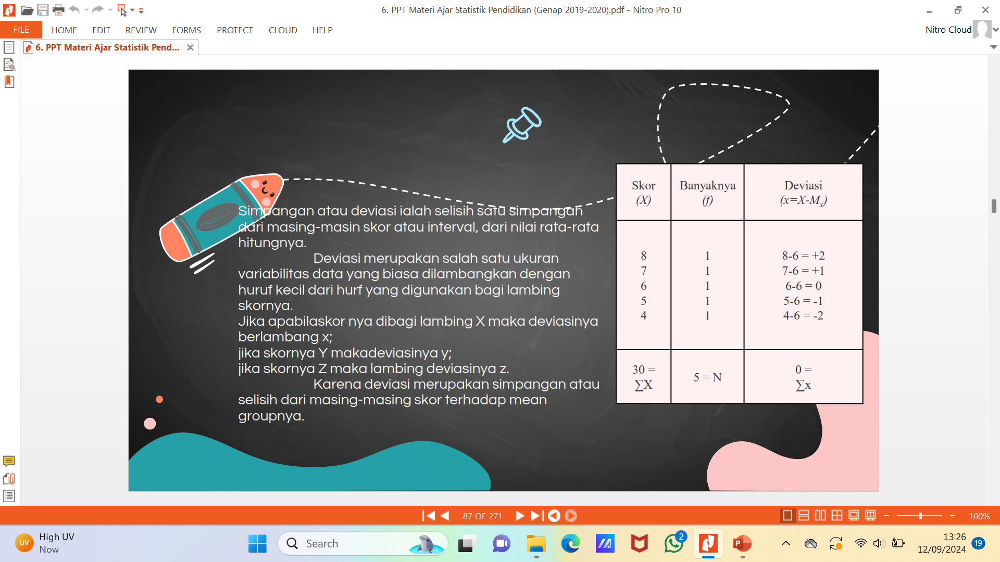 6. PPT Materi Ajar Statistik Pendidikan (Genap 2019-2020).pdf - Nitro Pro 10
FILE HOME EDIT REVIEW FORMS PROTECT CLOUD HELP
Nitro Cloud
6. PPT Materi Ajar Statistik Pend...
Simpangan atau deviasi ialah selisih satu simpangan
dari masing-masin skor atau interval, dari nilai rata-rata
hitungnya.
Deviasi merupakan salah satu ukuran
variabilitas data yang biasa dilambangkan dengan
huruf kecil dari hurf yang digunakan bagi lambing
skornya.
Jika apabilaskor nya dibagi lambing X maka deviasinya
berlambang x;
jika skornya Y makadeviasinya y;
jika skornya Z maka lambing deviasinya z.
Karena deviasi merupakan simpangan atau
selisih dari masing-masing skor terhadap mean
groupnya.
Skor (X) Banyaknya (f) Deviasi (x=X-Mx)
8 1 8-6 = +2
7 1 7-6 = +1
6 1 6-6 = 0
5 1 5-6 = -1
4 1 4-6 = -2
30 = ∑X 5 = N 0 = ∑x
87 OF 271
100%
UV
High UV
Now
Search
2
P
13:26
12/09/2024
19